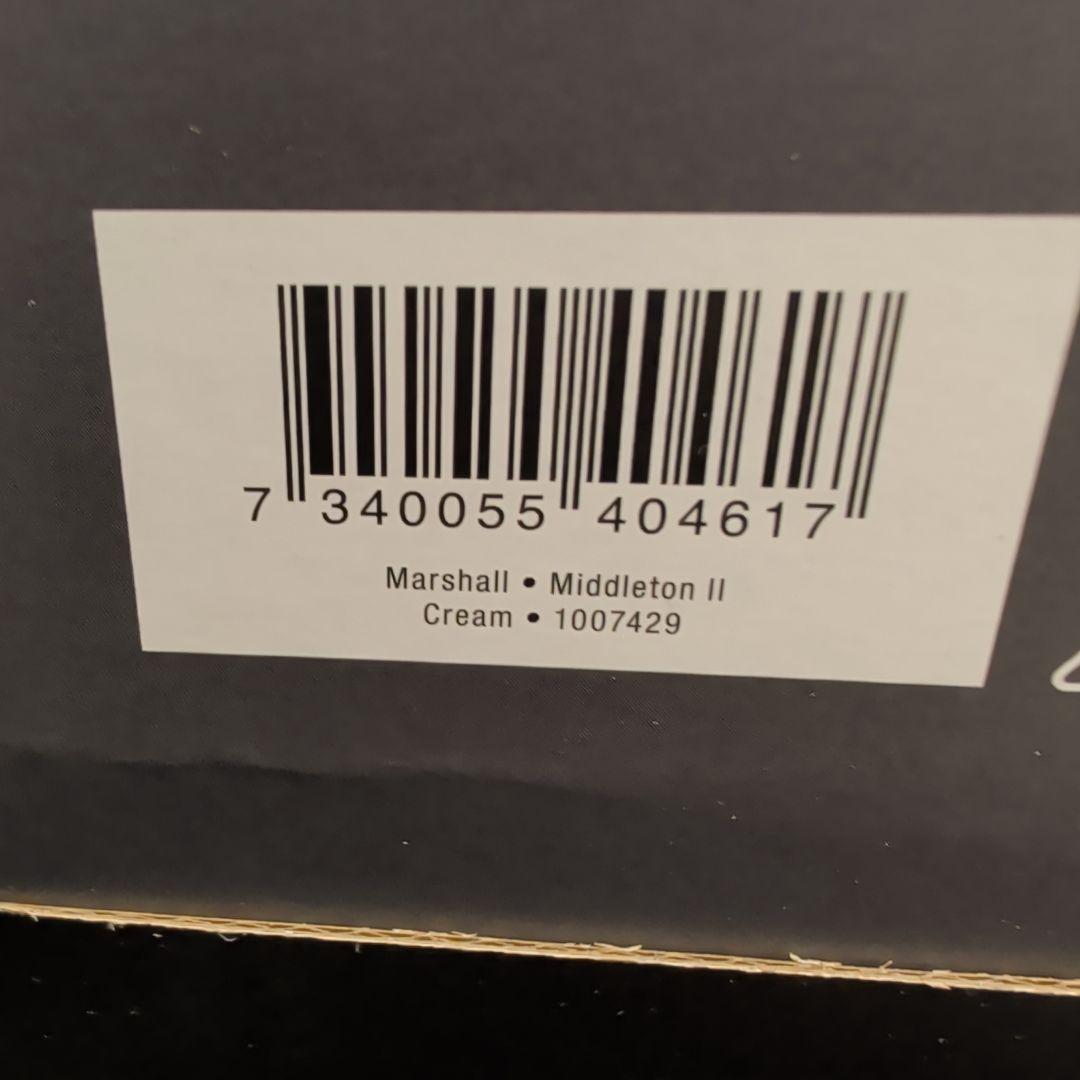 7 340055 404617
Marshall • Middleton II
Cream • 1007429